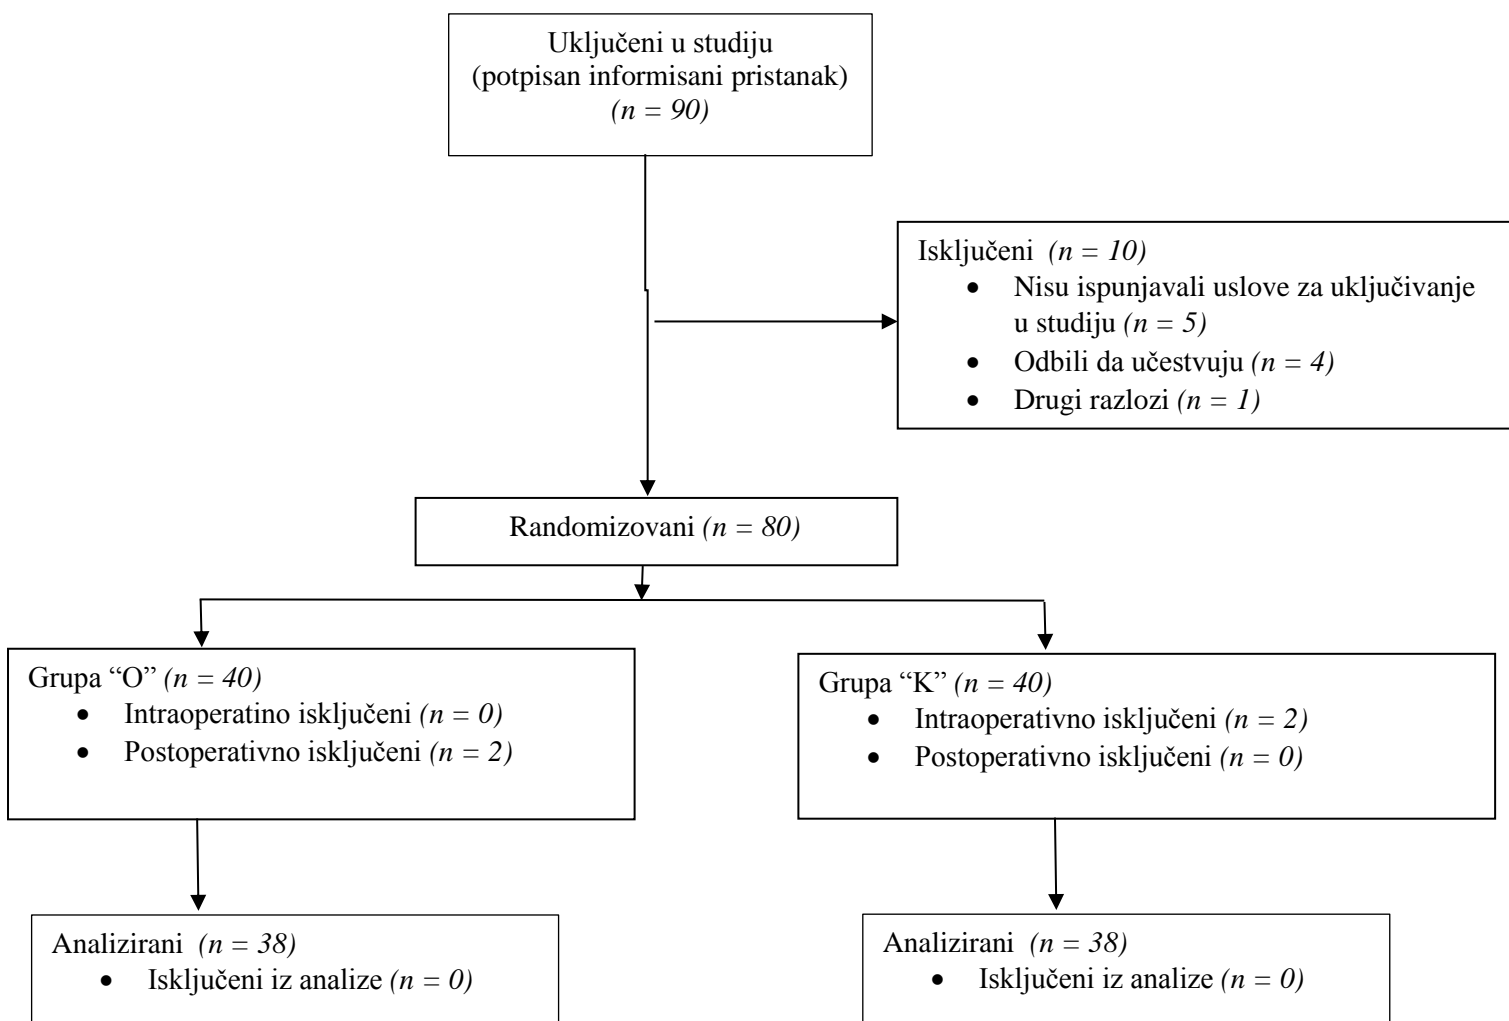 Uključeni u studiju
(potpisan informisani pristanak)
(n = 90)
Isključeni (n = 10)
• Nisu ispunjavali uslove za uključivanje
u studiju (n = 5)
• Odbili da učestvuju (n = 4)
• Drugi razlozi (n = 1)
Randomizovani (n = 80)
Grupa “O” (n = 40)
• Intraoperatino isključeni (n = 0)
• Postoperativno isključeni (n = 2)
Grupa “K” (n = 40)
• Intraoperativno isključeni (n = 2)
• Postoperativno isključeni (n = 0)
Analizirani (n = 38)
• Isključeni iz analize (n = 0)
Analizirani (n = 38)
• Isključeni iz analize (n = 0)